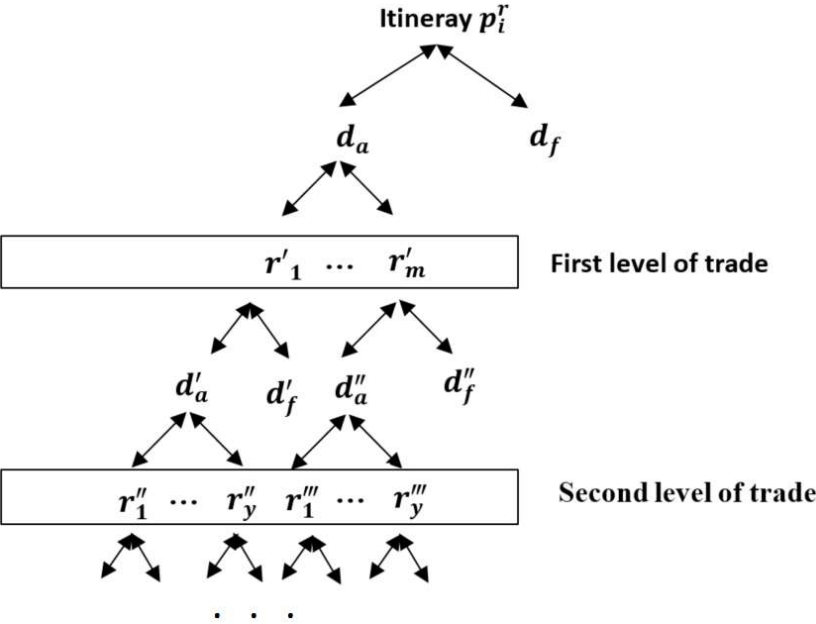 Itineray $p_i^r$
$d_a$ $d_f$
$r'_1$ … $r'_m$ First level of trade
$d'_a$ $d'_f$ $d''_a$ $d''_f$
$r''_1$ … $r''_y$ $r'''_1$ … $r'''_y$ Second level of trade
. . .